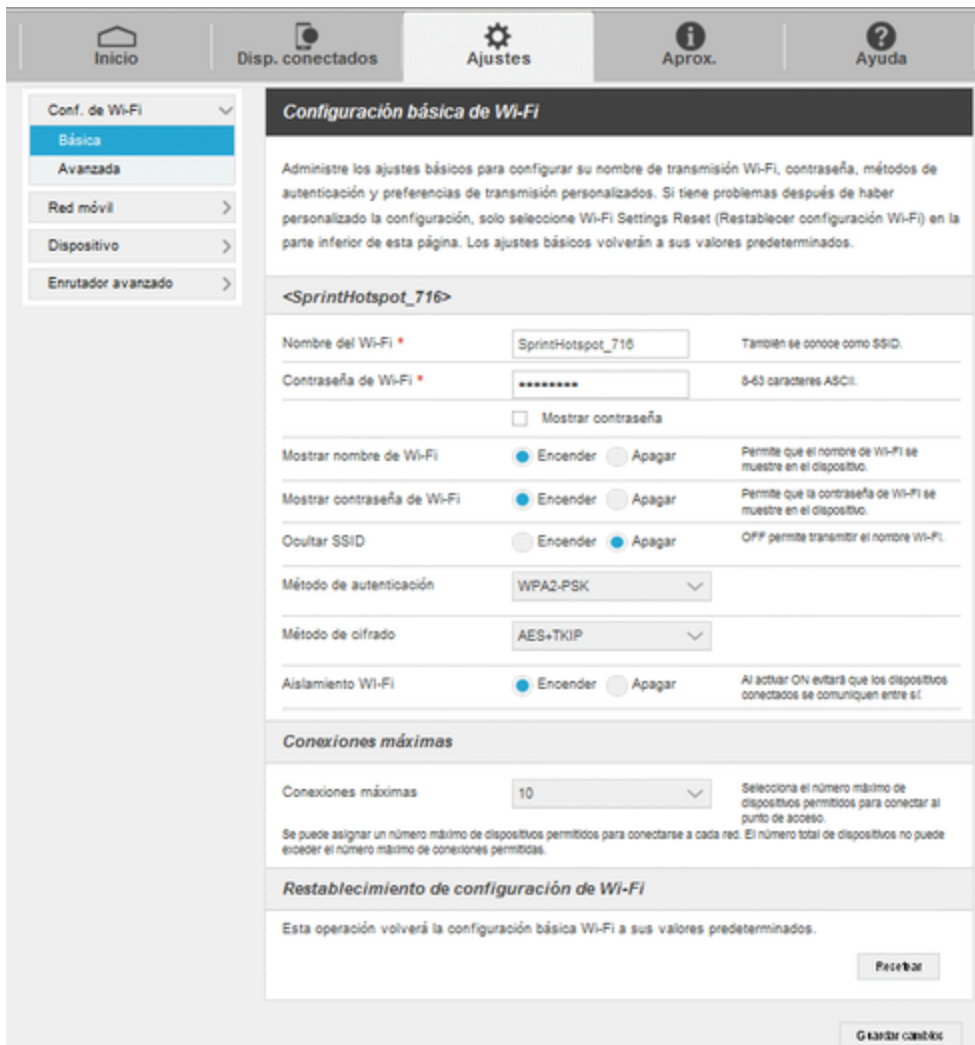 Inicio
Disp. conectados
Ajustes
Aprox.
Ayuda
Conf. de Wi-Fi
Básica
Avanzada
Red móvil
Dispositivo
Enrutador avanzado
Configuración básica de Wi-Fi
Administre los ajustes básicos para configurar su nombre de transmisión Wi-Fi, contraseña, métodos de
autenticación y preferencias de transmisión personalizados. Si tiene problemas después de haber
personalizado la configuración, solo seleccione Wi-Fi Settings Reset (Restablecer configuración Wi-Fi) en la
parte inferior de esta página. Los ajustes básicos volverán a sus valores predeterminados.
<SprintHotspot_716>
Nombre del Wi-Fi *
SprintHotspot_716
También se conoce como SSID.
Contraseña de Wi-Fi *
••••••••
8-63 caracteres ASCII.
Mostrar contraseña
Mostrar nombre de Wi-Fi
Encender
Apagar
Permite que el nombre de Wi-Fi se
muestre en el dispositivo.
Mostrar contraseña de Wi-Fi
Encender
Apagar
Permite que la contraseña de Wi-Fi se
muestre en el dispositivo.
Ocultar SSID
Encender
Apagar
OFF permite transmitir el nombre Wi-Fi.
Método de autenticación
WPA2-PSK
Método de cifrado
AES+TKIP
Aislamiento WI-Fi
Encender
Apagar
Al activar ON evitará que los dispositivos
conectados se comuniquen entre sí.
Conexiones máximas
Conexiones máximas
10
Selecciona el número máximo de
dispositivos permitidos para conectar al
punto de acceso.
Se puede asignar un número máximo de dispositivos permitidos para conectarse a cada red. El número total de dispositivos no puede
exceder el número máximo de conexiones permitidas.
Restablecimiento de configuración de Wi-Fi
Esta operación volverá la configuración básica Wi-Fi a sus valores predeterminados.
Resetear
Guardar cambios